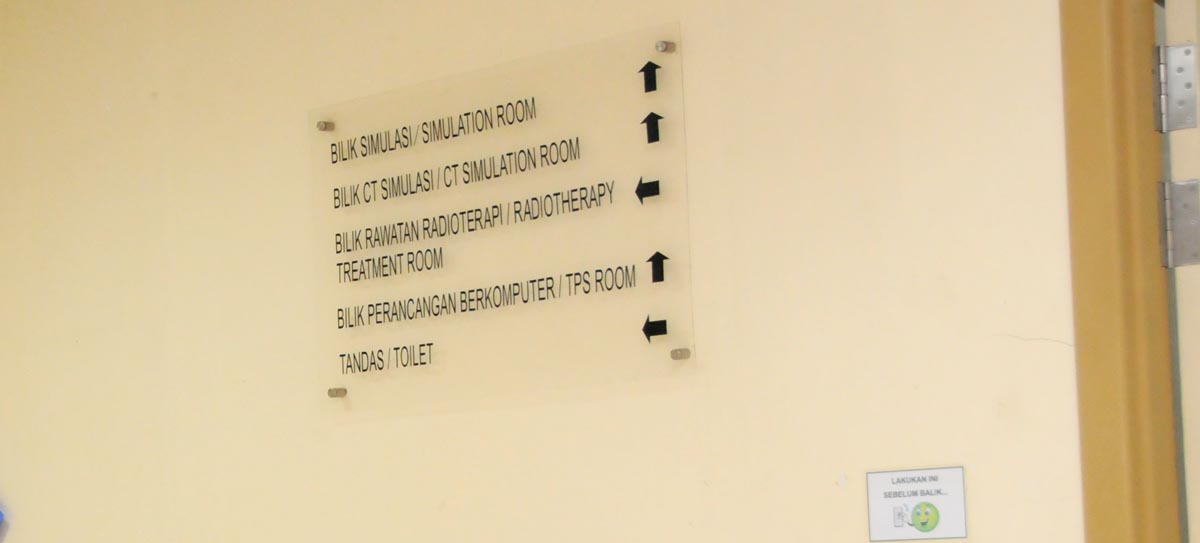 BILIK SIMULASI / SIMULATION ROOM
BILIK CT SIMULASI / CT SIMULATION ROOM
BILIK RAWATAN RADIOTERAPI / RADIOTHERAPY
TREATMENT ROOM
BILIK PERANCANGAN BERKOMPUTER / TPS ROOM
TANDAS / TOILET
LAKUKAN INI
SEBELUM BALIK...